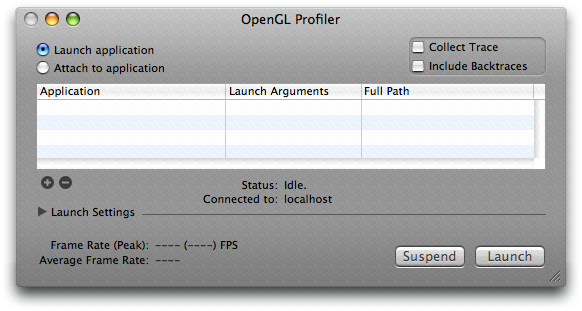 OpenGL Profiler
Launch application
Attach to application
Collect Trace
Include Backtraces
Application Launch Arguments Full Path
Status: Idle.
Connected to: localhost
Launch Settings
Frame Rate (Peak): ---- (----) FPS
Average Frame Rate: ----
Suspend Launch